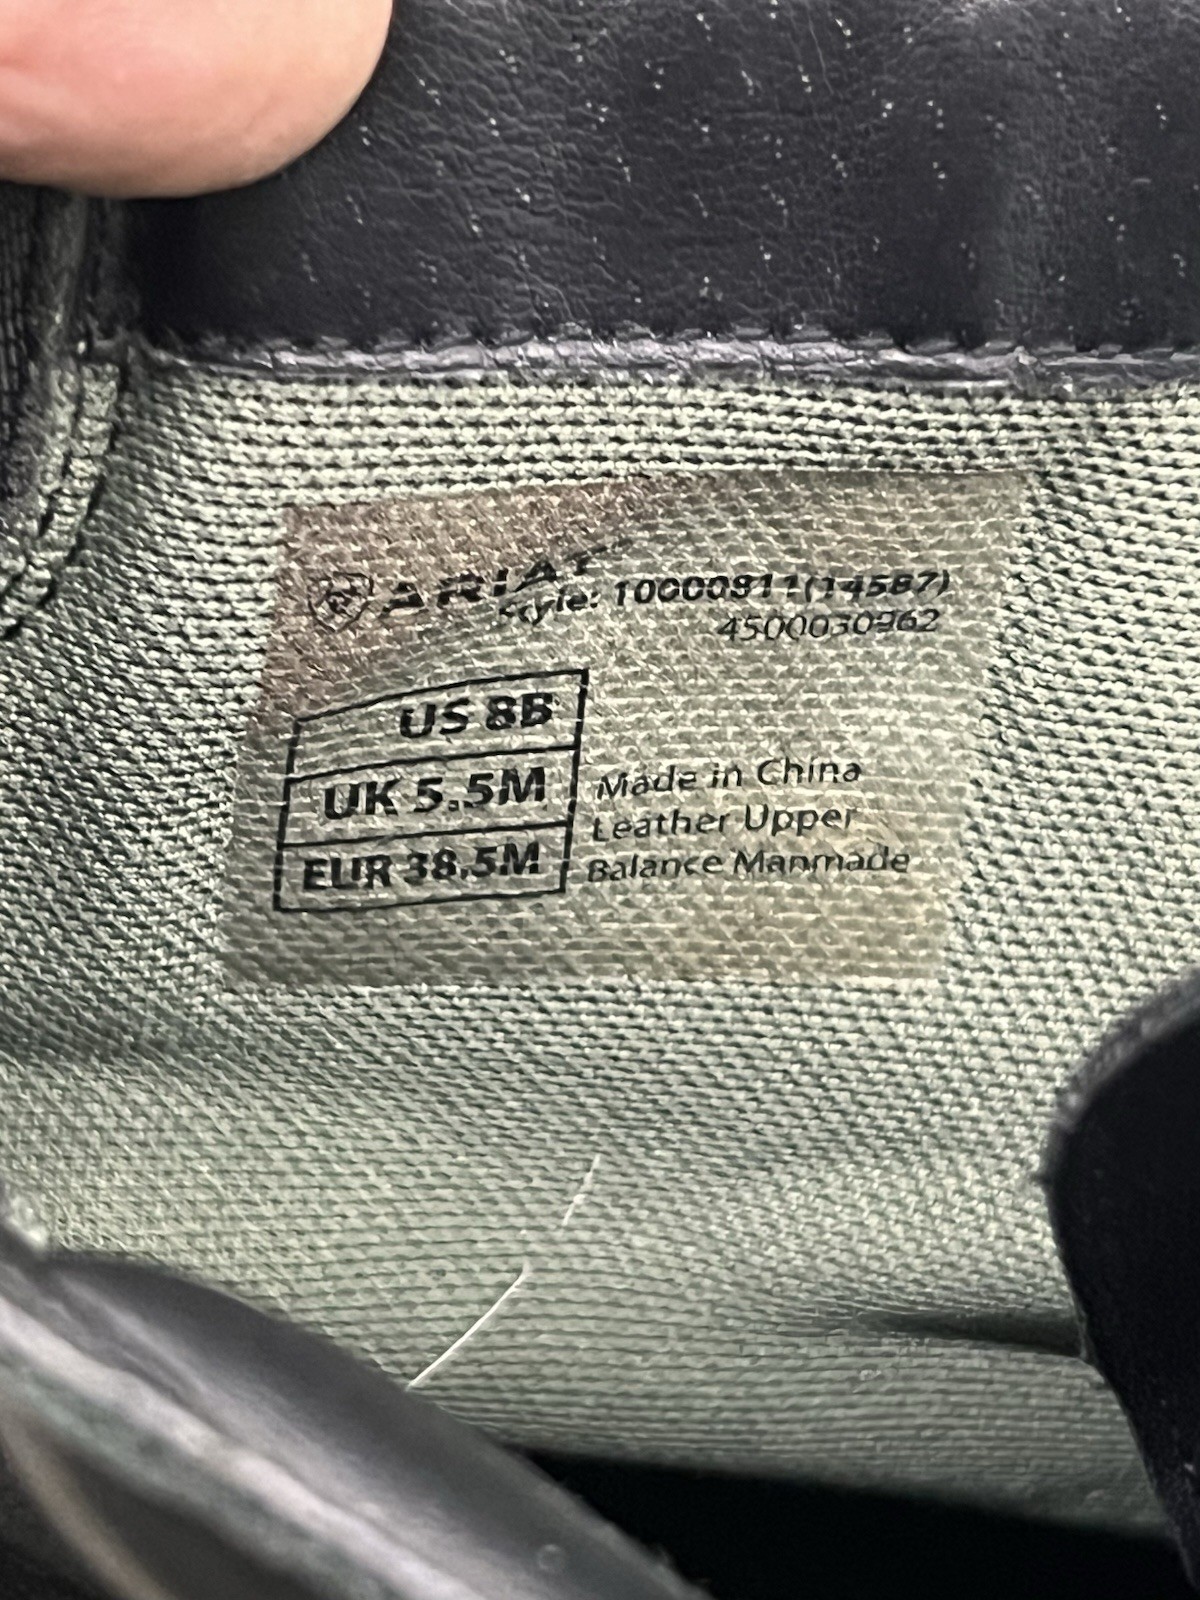 ARIAT
Style: 10000811(14587)
4500030962
US 8B
UK 5.5M
EUR 38.5M
Made in China
Leather Upper
Balance Manmade